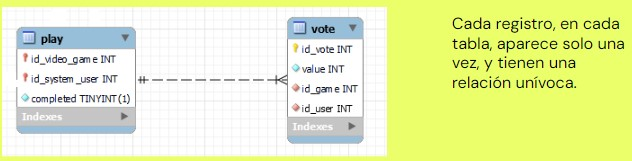 play
id_video_game INT
id_system_user INT
completed TINYINT(1)
Indexes
vote
id_vote INT
value INT
id_game INT
id_user INT
Indexes
Cada registro, en cada
tabla, aparece solo una
vez, y tienen una
relación unívoca.